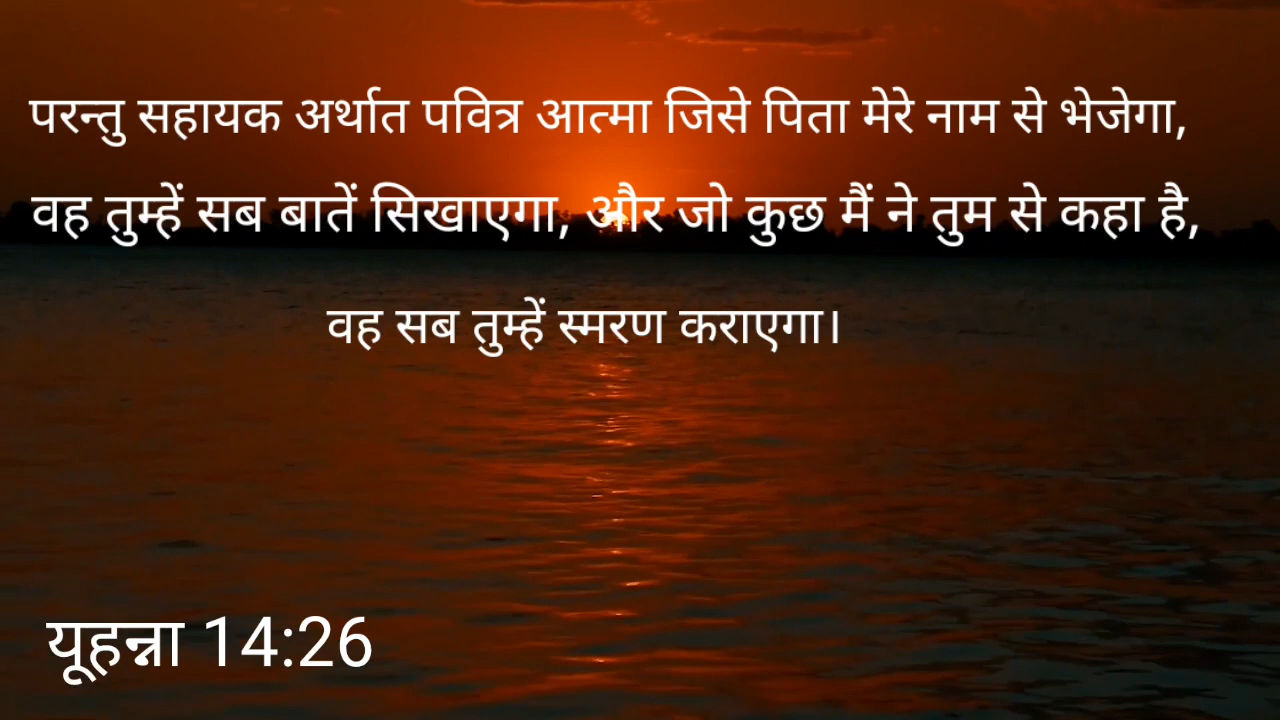 परन्तु सहायक अर्थात पवित्र आत्मा जिसे पिता मेरे नाम से भेजेगा,
वह तुम्हें सब बातें सिखाएगा, और जो कुछ मैं ने तुम से कहा है,
वह सब तुम्हें स्मरण कराएगा।
यूहन्ना 14:26